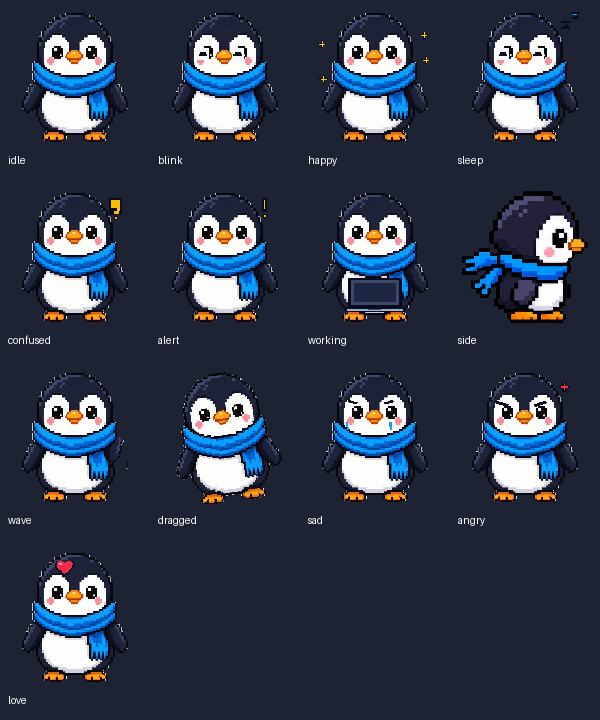 idle
blink
happy
sleep
confused
alert
working
side
wave
dragged
sad
angry
love